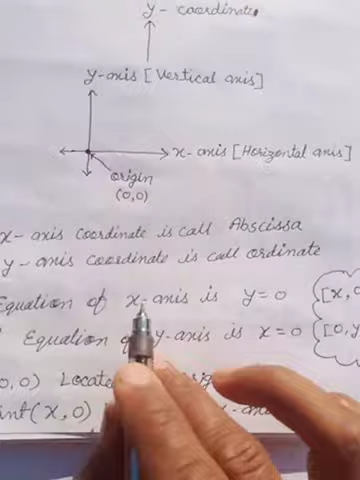 y- coordinate
y-axis [Vertical axis]
x-axis [Horizontal axis]
origin
(0,0)
x-axis coordinate is call Abscissa
y-axis coordinate is call ordinate
Equation of x-axis is y=0 [x,
Equation of y-axis is x=0 [0,y
0,0) Locate
int(x,0)